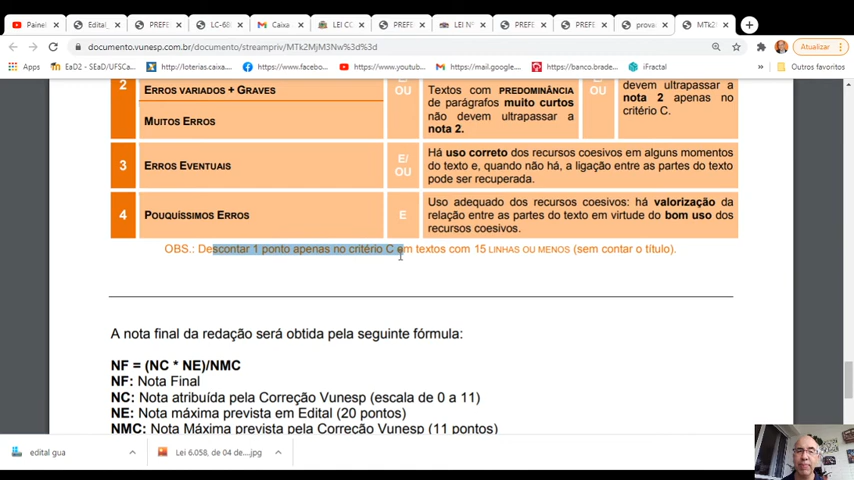 Painel
Edital_
PREFE
LC-680
Caixa
LEI CO
PREFE
LEI Nº
PREFE
PREFE
prova
MTk2
documento.vunesp.com.br/documento/streampriv/MTk2MjM3Nw%3d%3d
Atualizar
Apps
EaD2 - SEaD/UFSCa...
http://loterias.caixa...
https://www.facebo...
https://www.youtub...
https://mail.google....
https://banco.brade...
iFractal
Outros favoritos
2
ERROS VARIADOS + GRAVES
MUITOS ERROS
E/
OU
Textos com PREDOMINÂNCIA
de parágrafos muito curtos
não devem ultrapassar a
nota 2.
E/
OU
devem ultrapassar a
nota 2 apenas no
critério C.
3
ERROS EVENTUAIS
E/
OU
Há uso correto dos recursos coesivos em alguns momentos
do texto e, quando não há, a ligação entre as partes do texto
pode ser recuperada.
4
POUQUÍSSIMOS ERROS
E
Uso adequado dos recursos coesivos: há valorização da
relação entre as partes do texto em virtude do bom uso dos
recursos coesivos.
OBS.: Descontar 1 ponto apenas no critério C em textos com 15 LINHAS OU MENOS (sem contar o título).
A nota final da redação será obtida pela seguinte fórmula:
NF = (NC * NE)/NMC
NF: Nota Final
NC: Nota atribuída pela Correção Vunesp (escala de 0 a 11)
NE: Nota máxima prevista em Edital (20 pontos)
NMC: Nota Máxima prevista pela Correção Vunesp (11 pontos)
edital gua
Lei 6.058, de 04 de....jpg